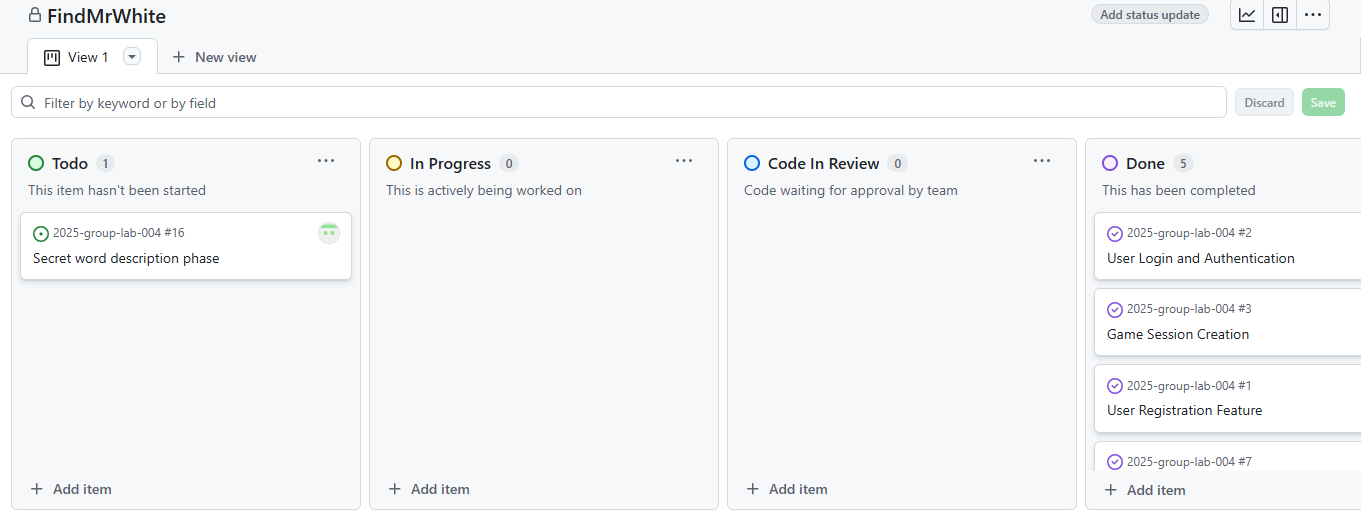 FindMrWhite
Add status update
View 1
New view
Filter by keyword or by field
Discard
Save
Todo 1
This item hasn't been started
2025-group-lab-004 #16
Secret word description phase
Add item
In Progress 0
This is actively being worked on
Add item
Code In Review 0
Code waiting for approval by team
Add item
Done 5
This has been completed
2025-group-lab-004 #2
User Login and Authentication
2025-group-lab-004 #3
Game Session Creation
2025-group-lab-004 #1
User Registration Feature
2025-group-lab-004 #7
Add item